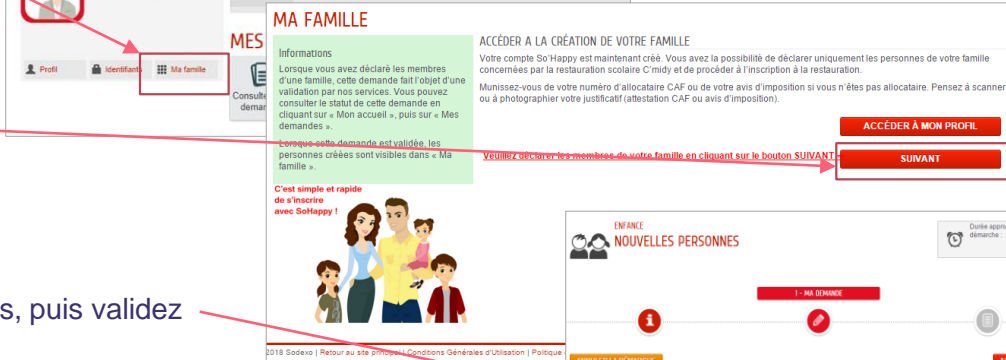 MA FAMILLE
MES
Profil
Identifiants
Ma famille
Consulte
demar
Informations
Lorsque vous avez déclaré les membres
d'une famille, cette demande fait l'objet d'une
validation par nos services. Vous pouvez
consulter le statut de cette demande en
cliquant sur « Mon accueil », puis sur « Mes
demandes ».
Lorsque cette demande est validée, les
personnes créées sont visibles dans « Ma
famille ».
C'est simple et rapide
de s'inscrire
avec SoHappy !
ACCÉDER A LA CRÉATION DE VOTRE FAMILLE
Votre compte So'Happy est maintenant créé. Vous avez la possibilité de déclarer uniquement les personnes de votre famille
concernées par la restauration scolaire C'midy et de procéder à l'inscription à la restauration.
Munissez-vous de votre numéro d'allocataire CAF ou de votre avis d'imposition si vous n'êtes pas allocataire. Pensez à scanner
ou à photographier votre justificatif (attestation CAF ou avis d'imposition).
ACCÉDER À MON PROFIL
Veuillez déclarer les membres de votre famille en cliquant sur le bouton SUIVANT
SUIVANT
ENFANCE
NOUVELLES PERSONNES
Durée appro
démarche :
1 - MA DEMANDE
s, puis validez
2018 Sodexo | Retour au site principal | Conditions Générales d'Utilisation | Politique